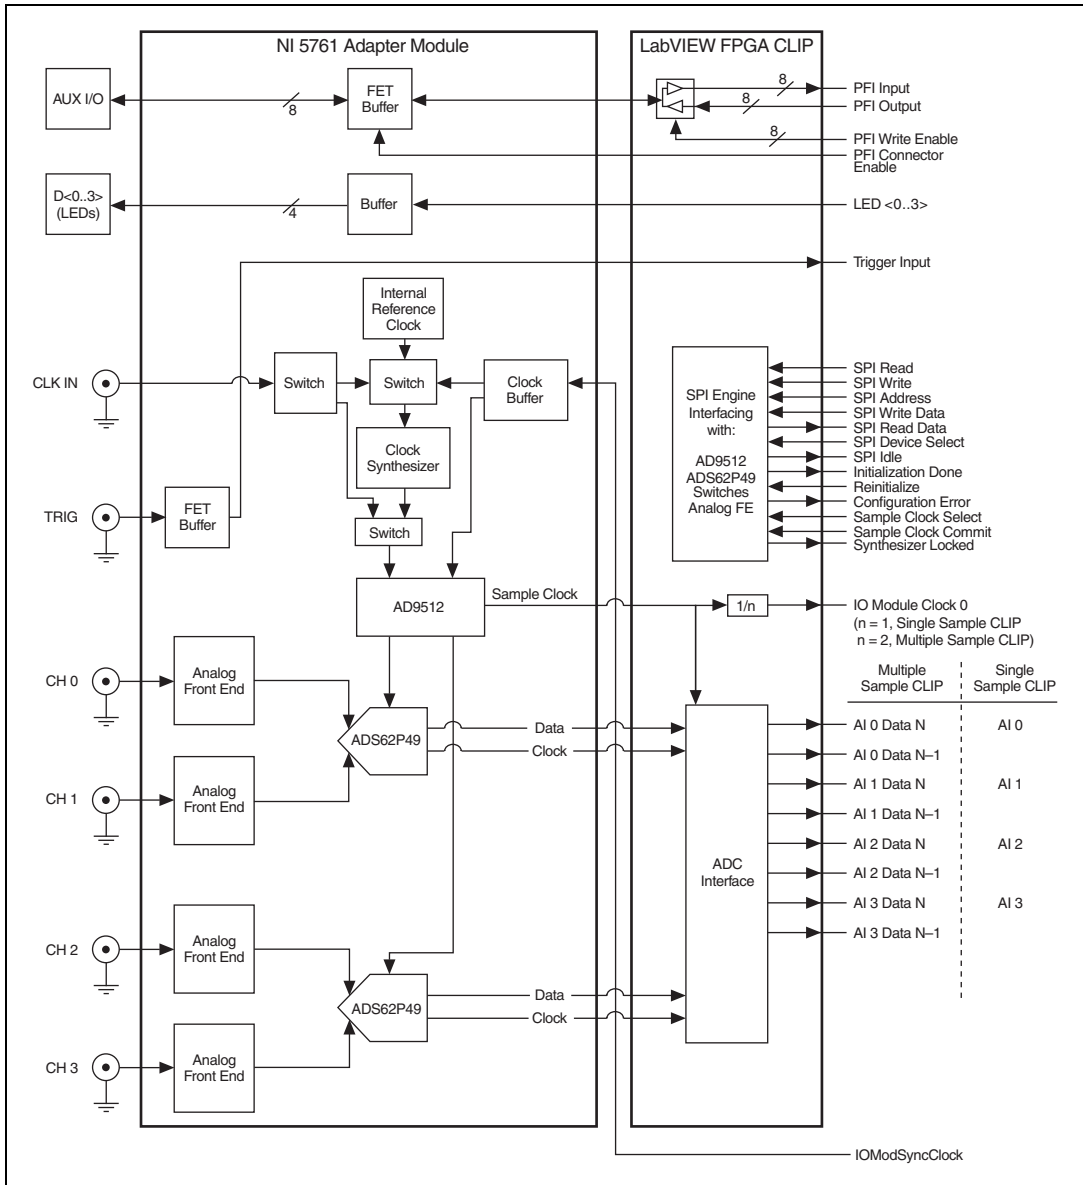 NI 5761 Adapter Module
LabVIEW FPGA CLIP
AUX I/O
8
FET
Buffer
8
PFI Input
8
PFI Output
8
PFI Write Enable
PFI Connector
Enable
D<0..3>
(LEDs)
4
Buffer
LED <0..3>
Trigger Input
Internal
Reference
Clock
CLK IN
Switch
Switch
Clock
Buffer
Clock
Synthesizer
SPI Engine
Interfacing
with:
AD9512
ADS62P49
Switches
Analog FE
SPI Read
SPI Write
SPI Address
SPI Write Data
SPI Read Data
SPI Device Select
SPI Idle
Initialization Done
Reinitialize
Configuration Error
Sample Clock Select
Sample Clock Commit
Synthesizer Locked
TRIG
FET
Buffer
Switch
AD9512
Sample Clock
1/n
IO Module Clock 0
(n = 1, Single Sample CLIP
n = 2, Multiple Sample CLIP)
Multiple
Sample CLIP
Single
Sample CLIP
CH 0
Analog
Front End
ADS62P49
Data
Clock
CH 1
Analog
Front End
AI 0 Data N
AI 0
AI 0 Data N–1
AI 1 Data N
AI 1
AI 1 Data N–1
AI 2 Data N
AI 2
AI 2 Data N–1
AI 3 Data N
AI 3
AI 3 Data N–1
ADC
Interface
CH 2
Analog
Front End
ADS62P49
Data
Clock
CH 3
Analog
Front End
IOModSyncClock